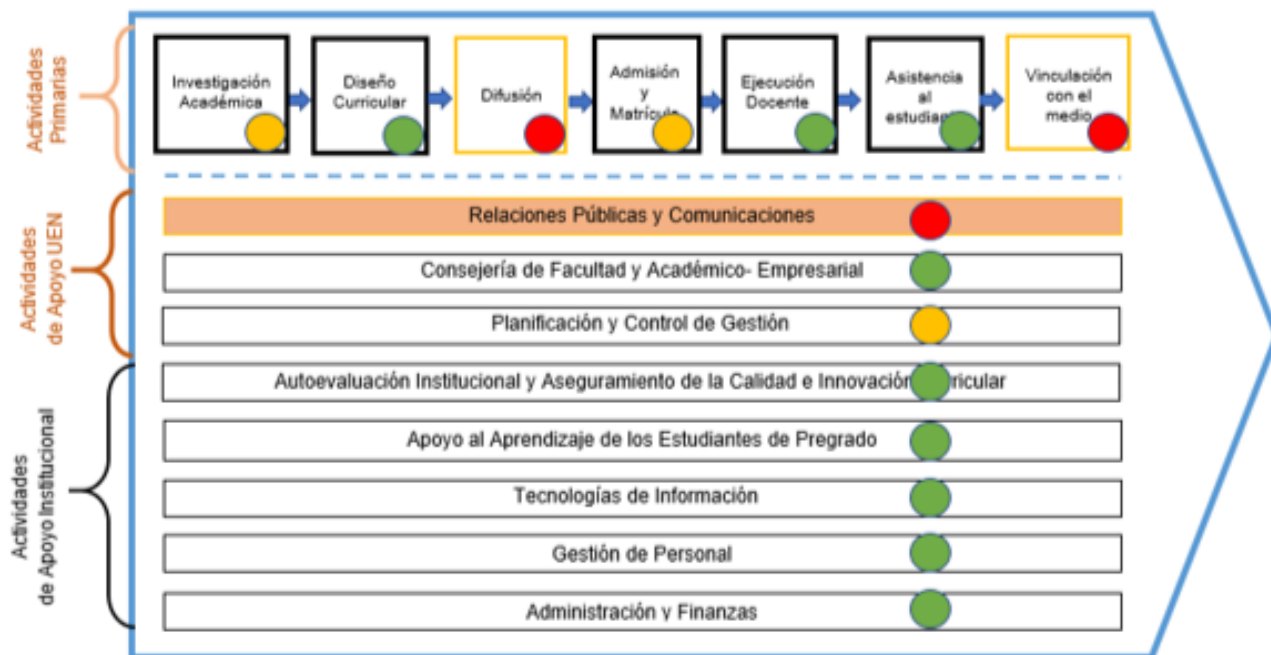 Actividades
Primarias
Investigación
Académica
Diseño
Curricular
Difusión
Admisión
y
Matrícula
Ejecución
Docente
Asistencia
al
Vinculación
con el
medio
Actividades
de Apoyo UEN
Relaciones Públicas y Comunicaciones
Consejería de Facultad y Académico- Empresarial
Planificación y Control de Gestión
Actividades
de Apoyo Institucional
Autoevaluación Institucional y Aseguramiento de la Calidad e Innovación
Apoyo al Aprendizaje de los Estudiantes de Pregrado
Tecnologías de Información
Gestión de Personal
Administración y Finanzas